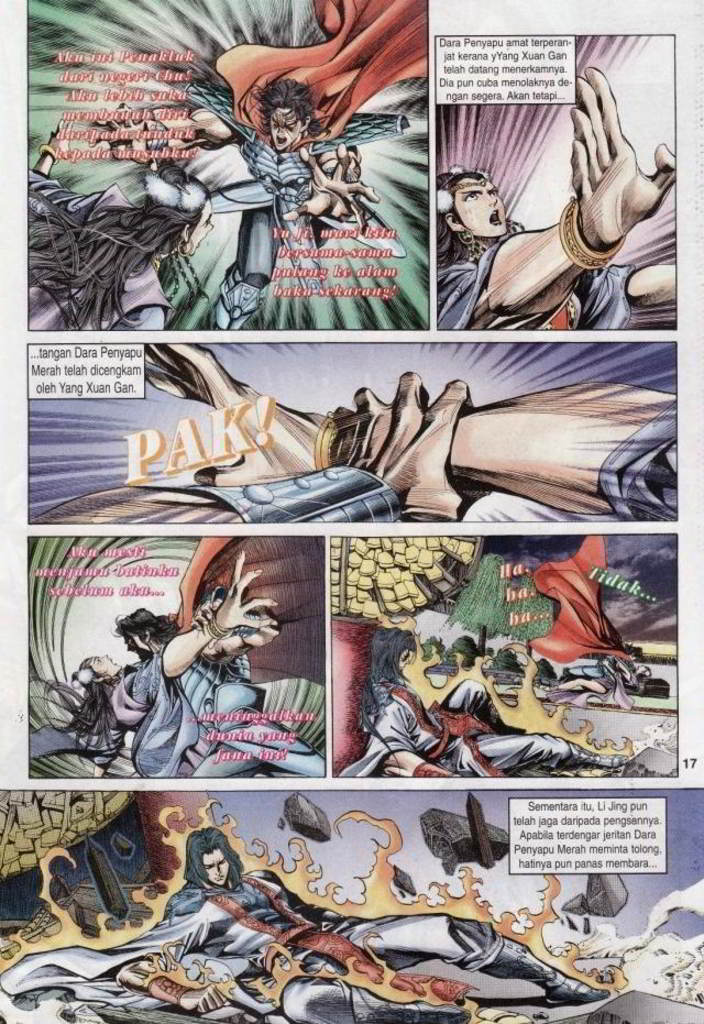 Aku ini Penakluk
dari negeri Chu!
Aku lebih suka
membunuh diri
daripada tunduk
kepada musuhku!
Yu Ji, mari kita
bersama-sama
pulang ke alam
baka sekarang!
Dara Penyapu amat terperan-
jat kerana yYang Xuan Gan
telah datang menerkamnya.
Dia pun cuba menolaknya de-
ngan segera. Akan tetapi...
...tangan Dara Penyapu
Merah telah dicengkam
oleh Yang Xuan Gan.
PAK!
Aku mesti
menjamu batinku
sebelum aku...
...meninggalkan
dunia yang
fana ini!
Ha,
ha,
ha...
Tidak...
17
Sementara itu, Li Jing pun
telah jaga daripada pengsennya.
Apabila terdengar jeritan Dara
Penyapu Merah meminta tolong,
hatinya pun panas membara...